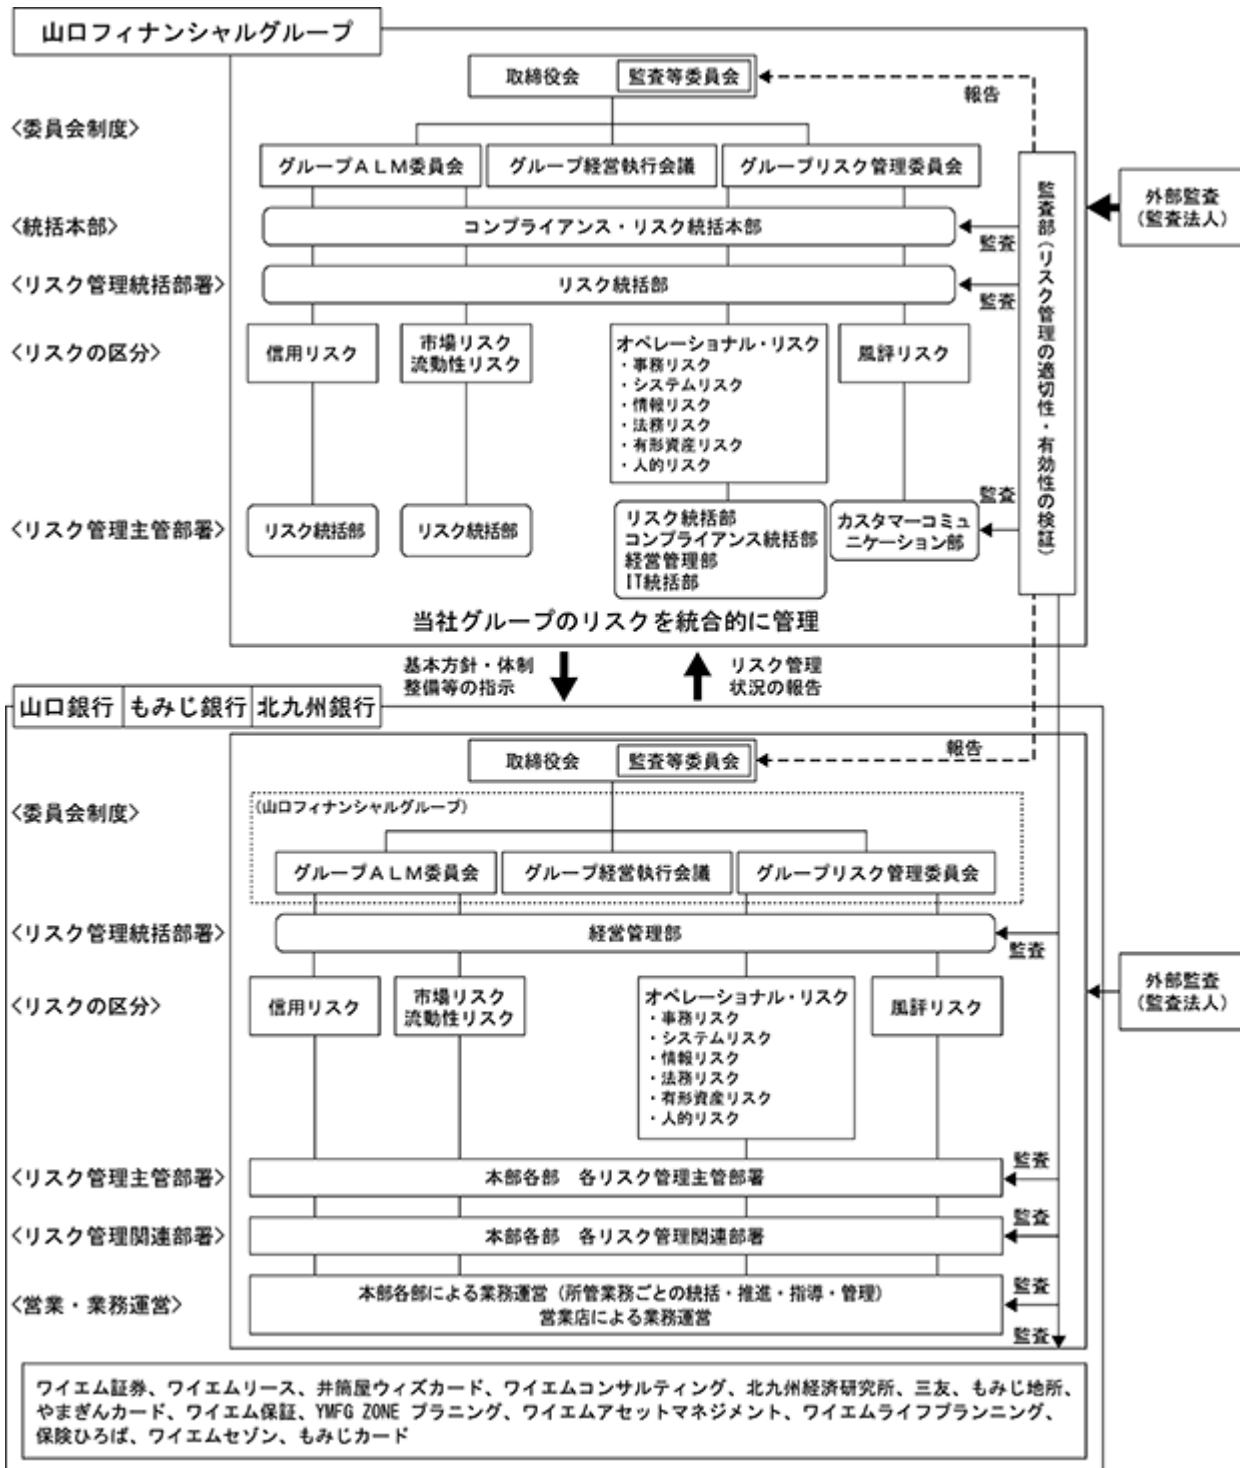 山口フィナンシャルグループ
取締役会
監査等委員会
報告
<委員会制度>
グループALM委員会
グループ経営執行会議
グループリスク管理委員会
監査部(リスク管理の適切性・有効性の検証)
外部監査
(監査法人)
<統括本部>
コンプライアンス・リスク統括本部
監査
<リスク管理統括部署>
リスク統括部
監査
<リスクの区分>
信用リスク
市場リスク
流動性リスク
オペレーショナル・リスク
・事務リスク
・システムリスク
・情報リスク
・法務リスク
・有形資産リスク
・人的リスク
風評リスク
監査
<リスク管理主管部署>
リスク統括部
リスク統括部
リスク統括部
コンプライアンス統括部
経営管理部
IT統括部
カスタマーコミュ
ニケーション部
当社グループのリスクを統合的に管理
基本方針・体制
整備等の指示
リスク管理
状況の報告
山口銀行
もみじ銀行
北九州銀行
取締役会
監査等委員会
報告
<委員会制度>
(山口フィナンシャルグループ)
グループALM委員会
グループ経営執行会議
グループリスク管理委員会
<リスク管理統括部署>
経営管理部
監査
外部監査
(監査法人)
<リスクの区分>
信用リスク
市場リスク
流動性リスク
オペレーショナル・リスク
・事務リスク
・システムリスク
・情報リスク
・法務リスク
・有形資産リスク
・人的リスク
風評リスク
<リスク管理主管部署>
本部各部 各リスク管理主管部署
監査
<リスク管理関連部署>
本部各部 各リスク管理関連部署
監査
<営業・業務運営>
本部各部による業務運営(所管業務ごとの統括・推進・指導・管理)
営業店による業務運営
監査
監査
ワイエム証券、ワイエムリース、井筒屋ウィズカード、ワイエムコンサルティング、北九州経済研究所、三友、もみじ地所、
やまぎんカード、ワイエム保証、YMFG ZONE プラニング、ワイエムアセットマネジメント、ワイエムライフプランニング、
保険ひろば、ワイエムセゾン、もみじカード